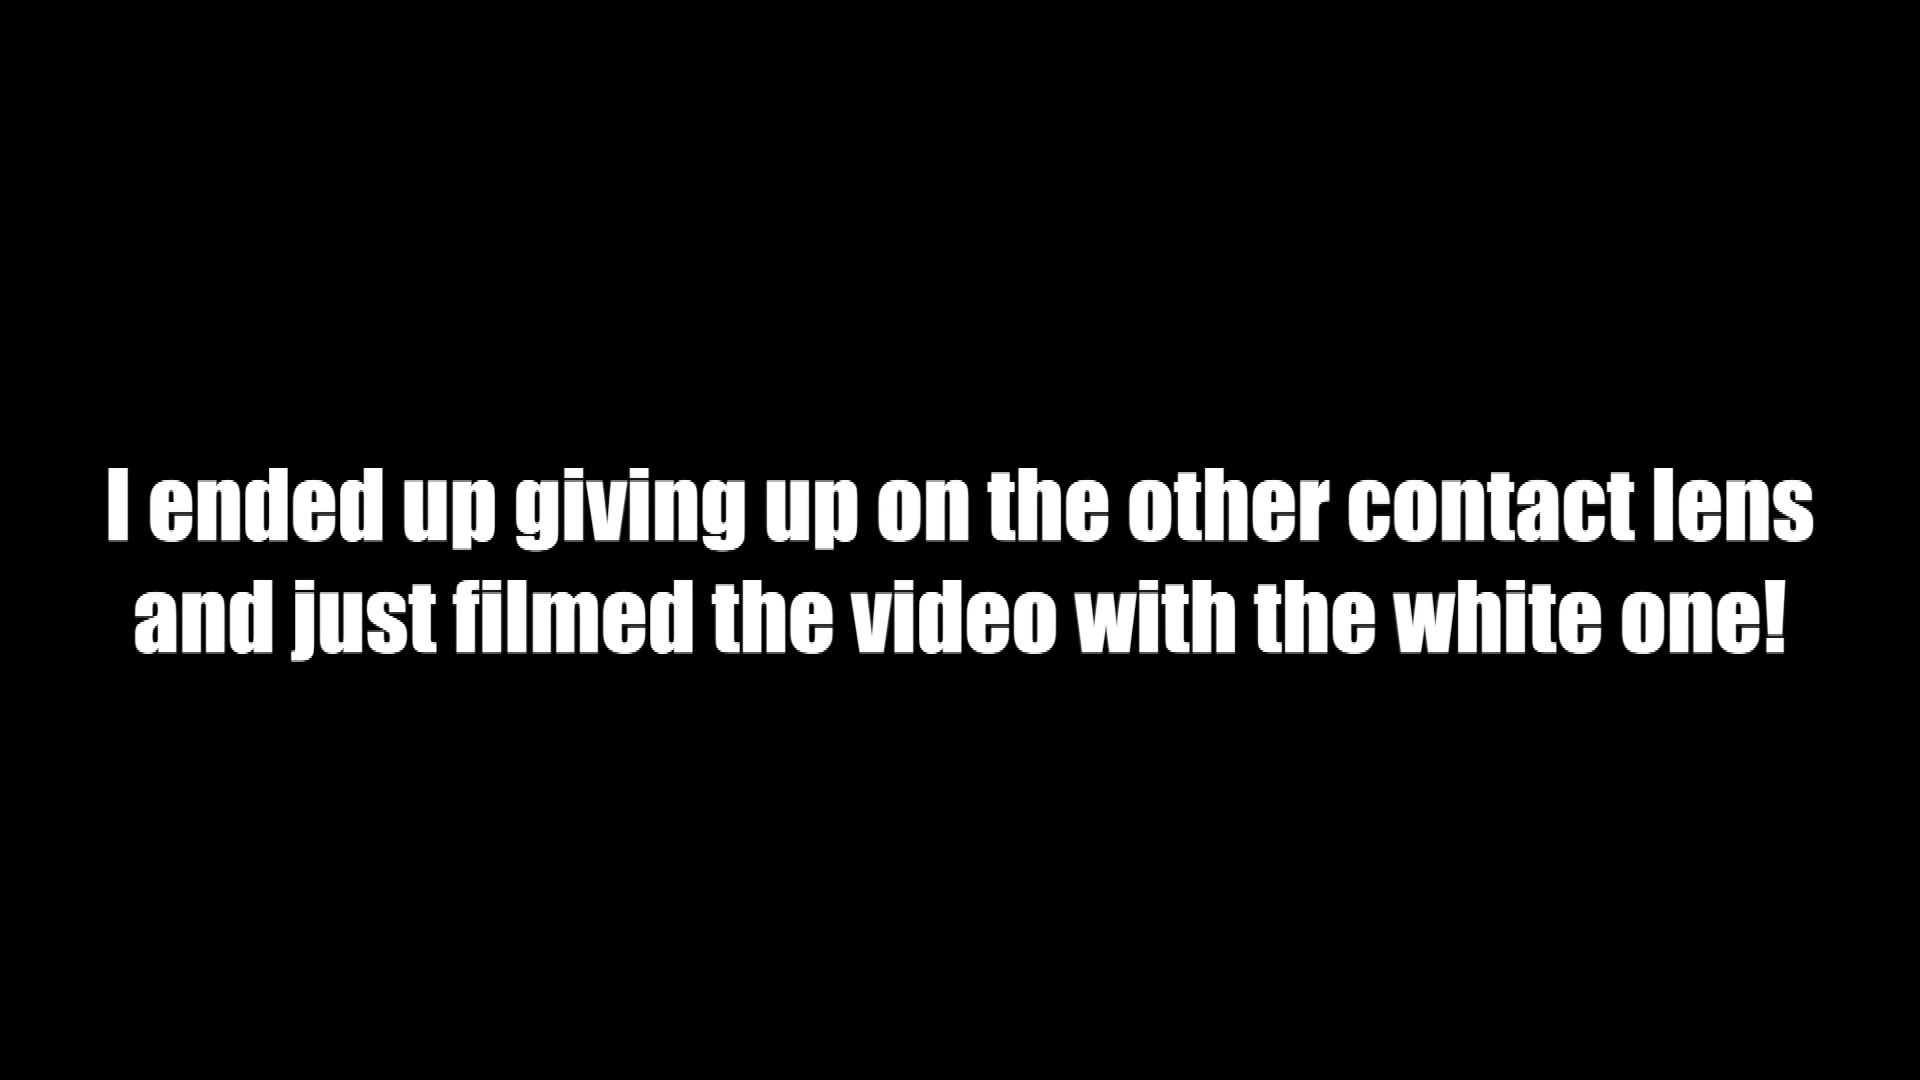 I ended up giving up on the other contact lens
and just filmed the video with the white one!